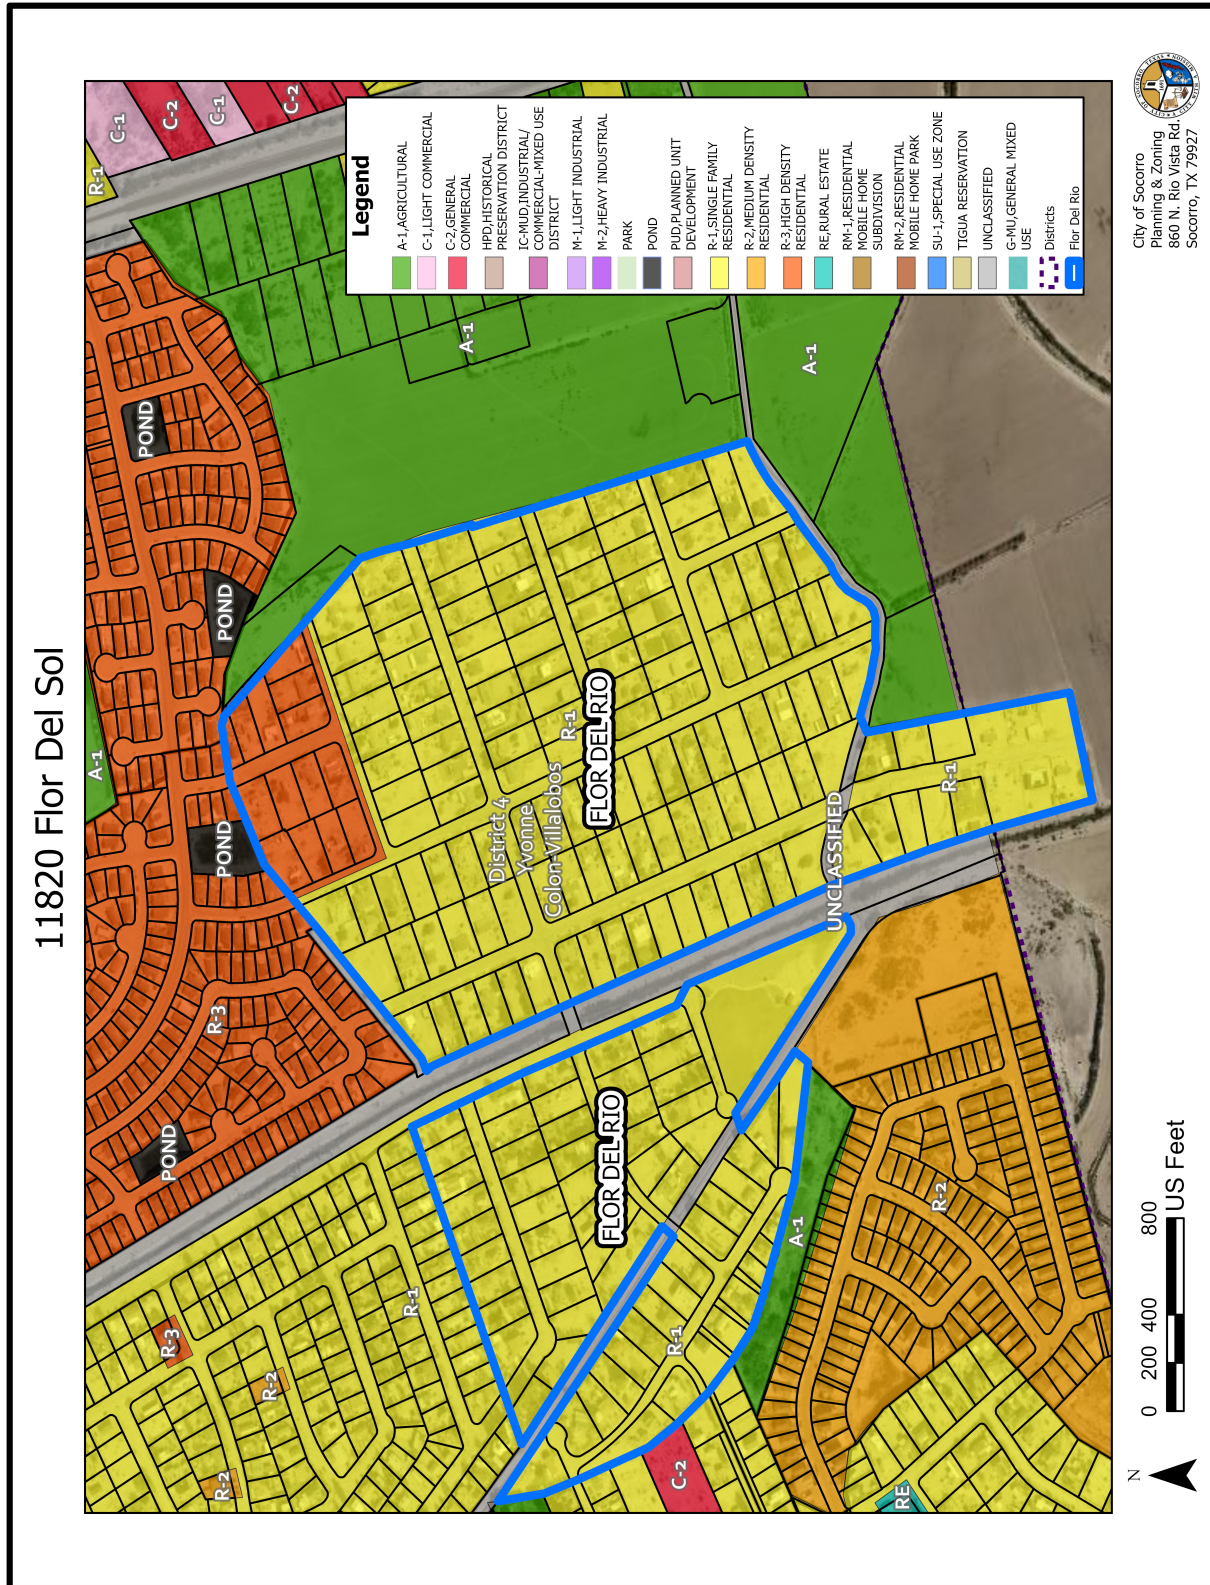 11820 Flor Del Sol
R-1
C-1
C-2
C-1
C-2
A-1
POND
POND
POND
POND
R-3
R-3
R-2
R-2
R-1
A-1
A-1
District 4
Yvonne
Colon-Villalobos
R-1
FLOR DEL RIO
FLOR DEL RIO
UNCLASSIFIED
R-1
R-1
A-1
R-2
C-2
RE
Legend
A-1,AGRICULTURAL
C-1,LIGHT COMMERCIAL
C-2,GENERAL
COMMERCIAL
HPD,HISTORICAL
PRESERVATION DISTRICT
IC-MUD,INDUSTRIAL/
COMMERCIAL-MIXED USE
DISTRICT
M-1,LIGHT INDUSTRIAL
M-2,HEAVY INDUSTRIAL
PARK
POND
PUD,PLANNED UNIT
DEVELOPMENT
R-1,SINGLE FAMILY
RESIDENTIAL
R-2,MEDIUM DENSITY
RESIDENTIAL
R-3,HIGH DENSITY
RESIDENTIAL
RE,RURAL ESTATE
RM-1,RESIDENTIAL
MOBILE HOME
SUBDIVISION
RM-2,RESIDENTIAL
MOBILE HOME PARK
SU-1,SPECIAL USE ZONE
TIGUA RESERVATION
UNCLASSIFIED
G-MU,GENERAL MIXED
USE
Districts
Flor Del Rio
N
0 200 400 800
US Feet
City of Socorro
Planning & Zoning
860 N. Rio Vista Rd.
Socorro, TX 79927